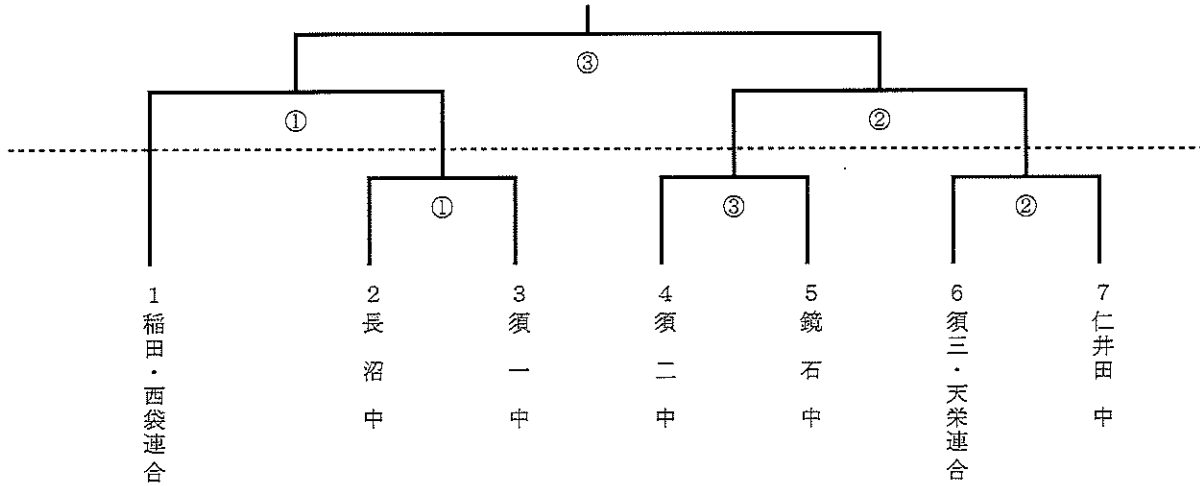 ③
①
②
①
③
②
1 稲田・西袋連合
2 長沼中
3 須一中
4 須二中
5 鏡石中
6 須三・天栄連合
7 仁井田中